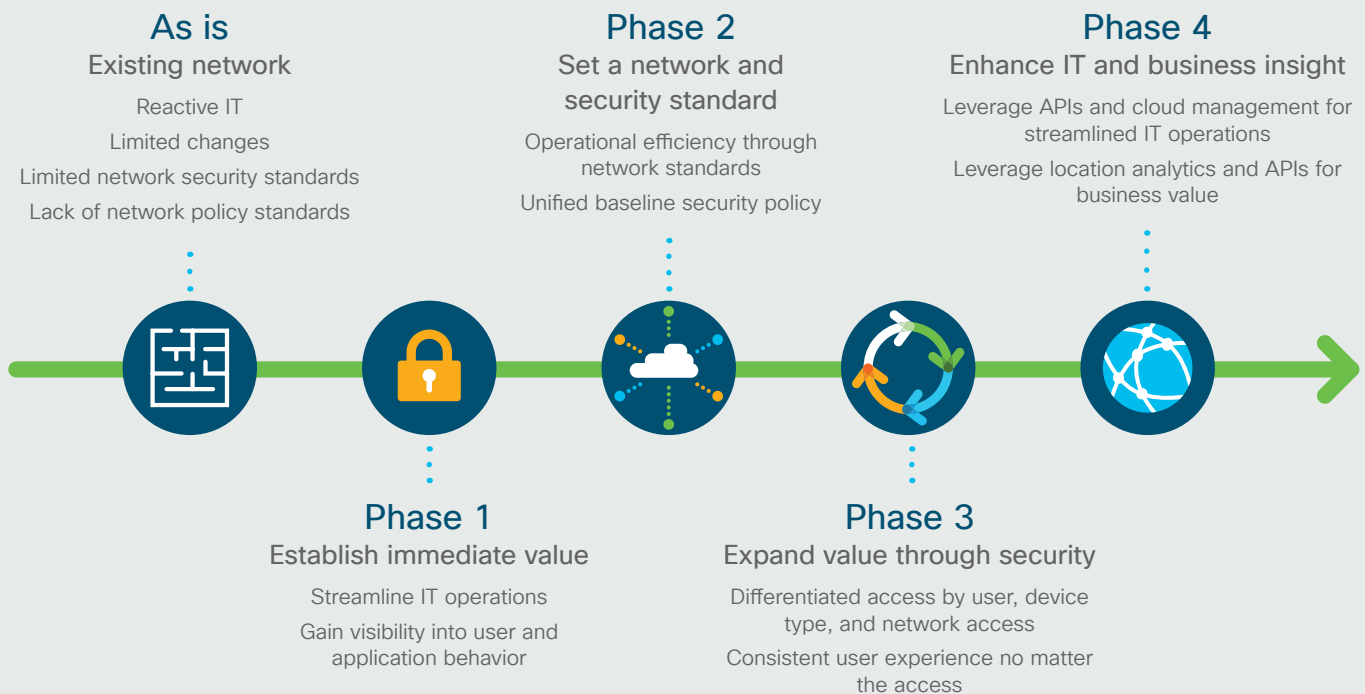 As is
Existing network
Reactive IT
Limited changes
Limited network security standards
Lack of network policy standards
Phase 1
Establish immediate value
Streamline IT operations
Gain visibility into user and
application behavior
Phase 2
Set a network and
security standard
Operational efficiency through
network standards
Unified baseline security policy
Phase 3
Expand value through security
Differentiated access by user, device
type, and network access
Consistent user experience no matter
the access
Phase 4
Enhance IT and business insight
Leverage APIs and cloud management for
streamlined IT operations
Leverage location analytics and APIs for
business value